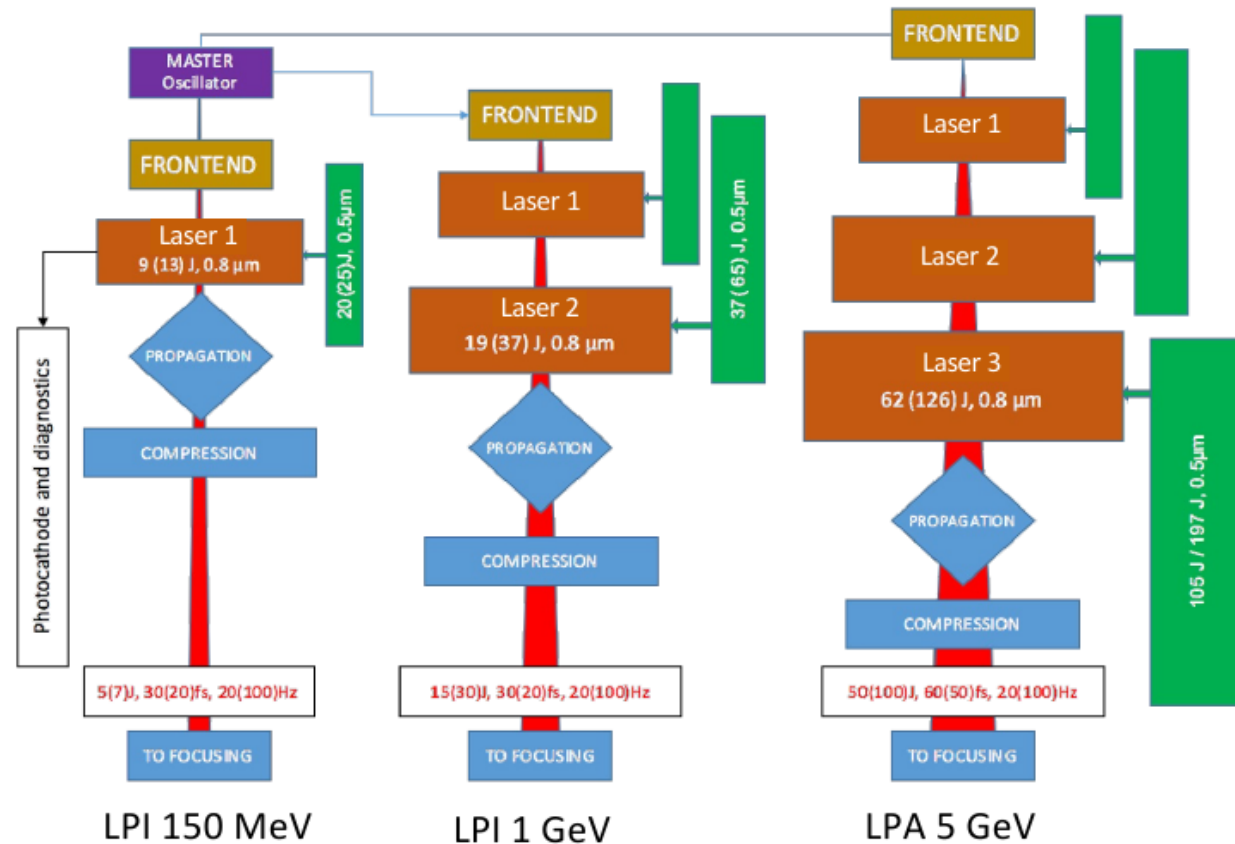 MASTER
Oscillator
FRONTEND
Laser 1
9 (13) J, 0.8 µm
20(25)J, 0.5µm
Photocathode and diagnostics
PROPAGATION
COMPRESSION
5(7)J, 30(20)fs, 20(100)Hz
TO FOCUSING
LPI 150 MeV
FRONTEND
Laser 1
Laser 2
19 (37) J, 0.8 µm
37(65) J, 0.5µm
PROPAGATION
COMPRESSION
15(30)J, 30(20)fs, 20(100)Hz
TO FOCUSING
LPI 1 GeV
FRONTEND
Laser 1
Laser 2
Laser 3
62 (126) J, 0.8 µm
105 J / 197 J, 0.5µm
PROPAGATION
COMPRESSION
50(100)J, 60(50)fs, 20(100)Hz
TO FOCUSING
LPA 5 GeV